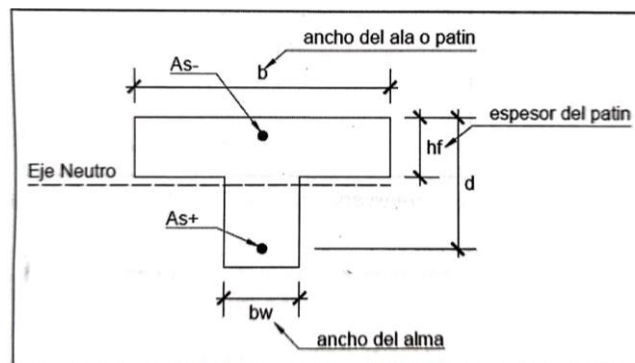 ancho del ala o patin
As-
b
espesor del patin
hf
Eje Neutro
d
As+
bw
ancho del alma